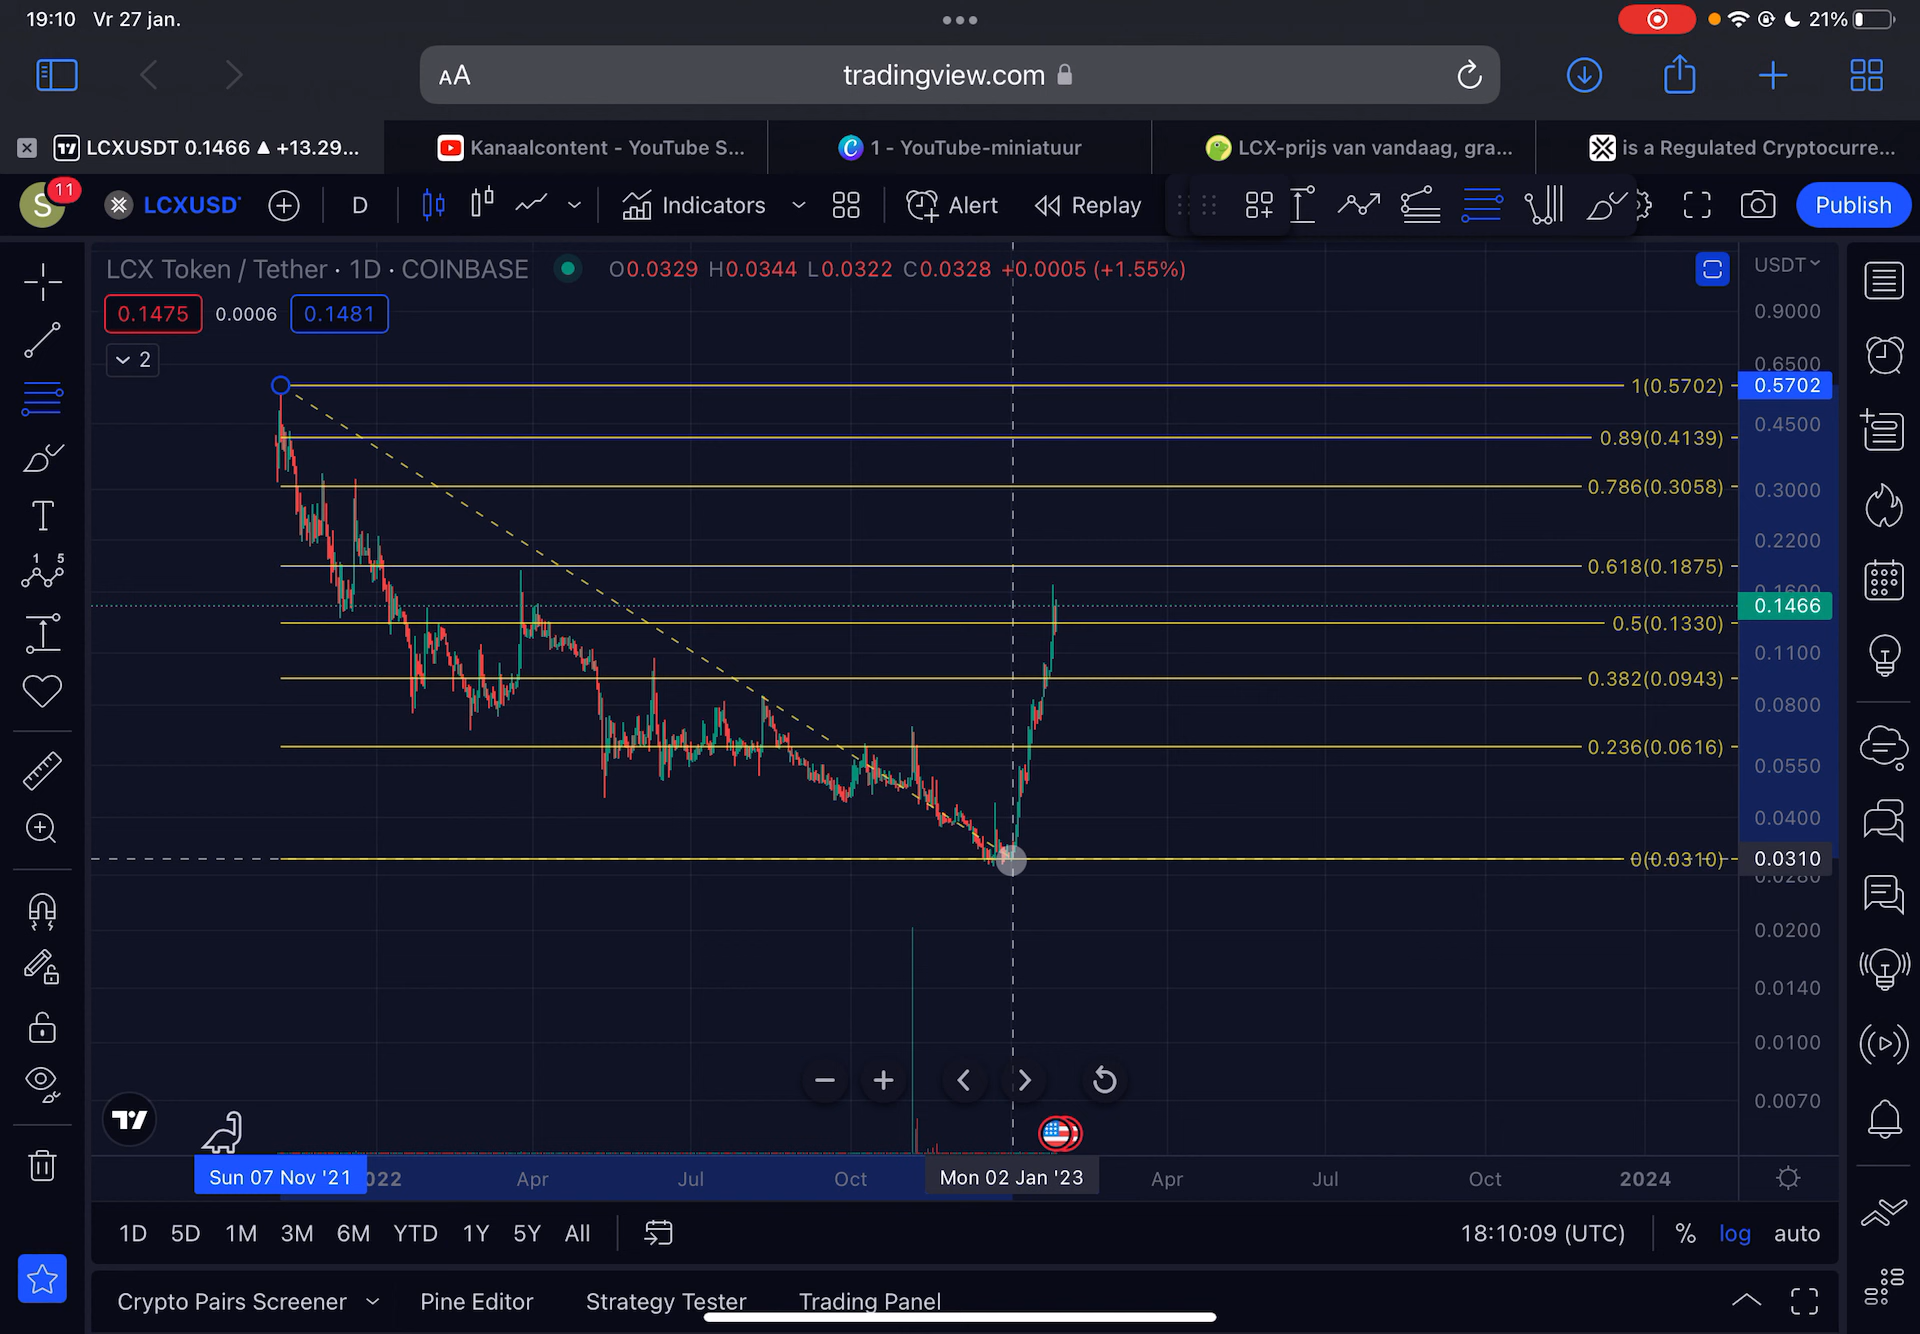 19:10 Vr 27 jan.
21%
AA
tradingview.com
LCXUSDT 0.1466 ▲ +13.29...
Kanaalcontent - YouTube S...
1 - YouTube-miniatuur
LCX-prijs van vandaag, gra...
is a Regulated Cryptocurre...
S
11
LCXUSD
D
Indicators
Alert
Replay
Publish
LCX Token / Tether · 1D · COINBASE
O0.0329 H0.0344 L0.0322 C0.0328 +0.0005 (+1.55%)
USDT
0.1475
0.0006
0.1481
2
0.9000
0.6500
1(0.5702)
0.5702
0.4500
0.89(0.4139)
0.786(0.3058)
0.3000
0.2200
0.618(0.1875)
0.1600
0.1466
0.5(0.1330)
0.1100
0.382(0.0943)
0.0800
0.236(0.0616)
0.0550
0.0400
0(0.0310)
0.0310
0.0280
0.0200
0.0140
0.0100
0.0070
Sun 07 Nov '21
022
Apr
Jul
Oct
Mon 02 Jan '23
Apr
Jul
Oct
2024
1D 5D 1M 3M 6M YTD 1Y 5Y All
18:10:09 (UTC)
% log auto
Crypto Pairs Screener
Pine Editor
Strategy Tester
Trading Panel